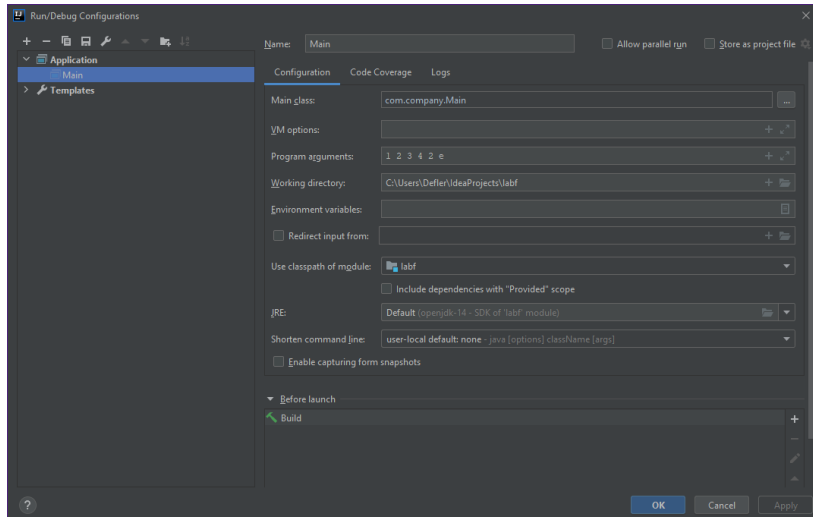 Run/Debug Configurations
Application
Main
Templates
Name: Main
Allow parallel run
Store as project file
Configuration Code Coverage Logs
Main class: com.company.Main ...
VM options:
Program arguments: 1 2 3 4 2 e
Working directory: C:\Users\Defler\IdeaProjects\labf
Environment variables:
Redirect input from:
Use classpath of module: labf
Include dependencies with "Provided" scope
JRE: Default (openjdk-14 - SDK of 'labf' module)
Shorten command line: user-local default: none - java [options] className [args]
Enable capturing form snapshots
Before launch
Build
? OK Cancel Apply